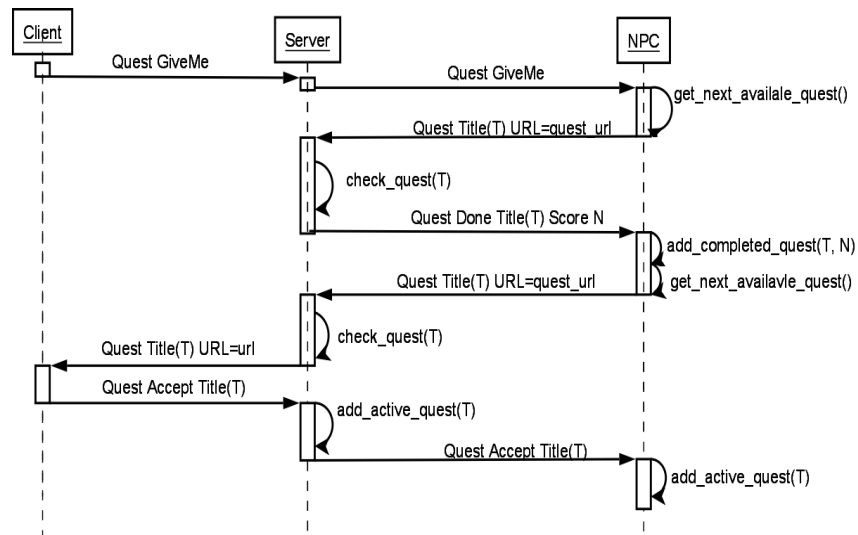 Client
Server
NPC
Quest GiveMe
Quest GiveMe
get_next_availale_quest()
Quest Title(T) URL=quest_url
check_quest(T)
Quest Done Title(T) Score N
add_completed_quest(T, N)
Quest Title(T) URL=quest_url
get_next_availavle_quest()
check_quest(T)
Quest Title(T) URL=url
Quest Accept Title(T)
add_active_quest(T)
Quest Accept Title(T)
add_active_quest(T)